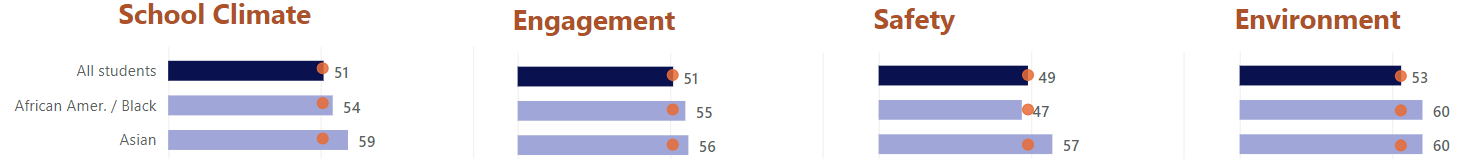 School Climate
Engagement
Safety
Environment
All students
51
51
49
53
African Amer. / Black
54
55
47
60
Asian
59
56
57
60